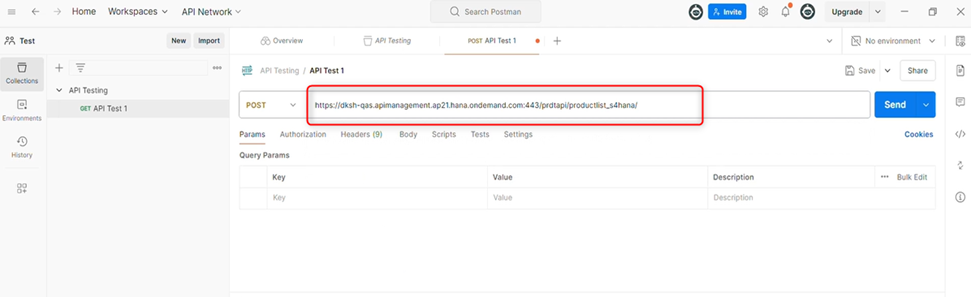 Home Workspaces API Network Search Postman Invite Upgrade
Test New Import Overview API Testing POST API Test 1 No environment
Collections API Testing / API Test 1 Save Share
API Testing
GET API Test 1 POST https://dksh-qas.apimanagement.ap21.hana.ondemand.com:443/prdtapi/productlist_s4hana/ Send
Environments
Params Authorization Headers (9) Body Scripts Tests Settings Cookies
History
Query Params
Key Value Description ••• Bulk Edit
Key Value Description